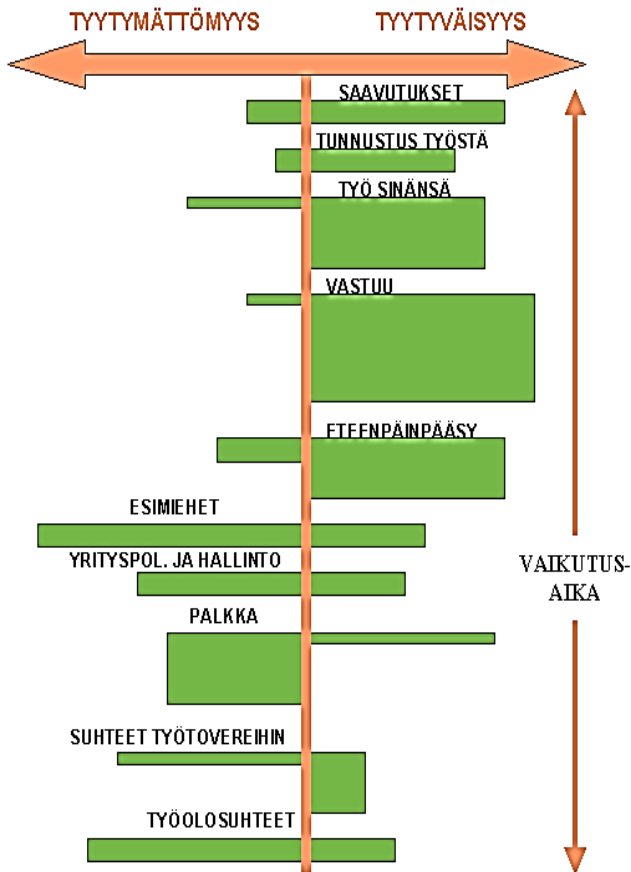 TYYTYMÄTTÖMYYS TYYTYVÄISYYS
SAAVUTUKSET
TUNNUSTUS TYÖSTÄ
TYÖ SINÄNSÄ
VASTUU
ETEENPÄINPÄÄSY
ESIMIEHET
YRITYSPOL. JA HALLINTO
VAIKUTUS-
AIKA
PALKKA
SUHTEET TYÖTOVEREIHIN
TYÖOLOSUHTEET